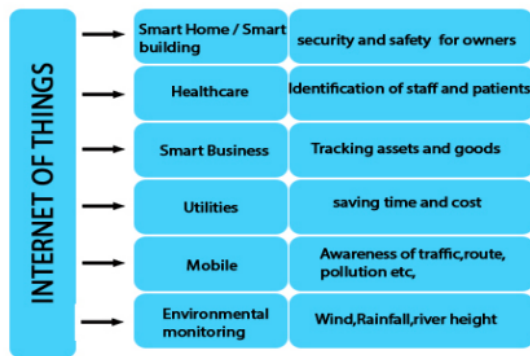 INTERNET OF THINGS
Smart Home / Smart
building
security and safety for owners
Healthcare
Identification of staff and patients
Smart Business
Tracking assets and goods
Utilities
saving time and cost
Mobile
Awareness of traffic,route,
pollution etc,
Environmental
monitoring
Wind,Rainfall,river height